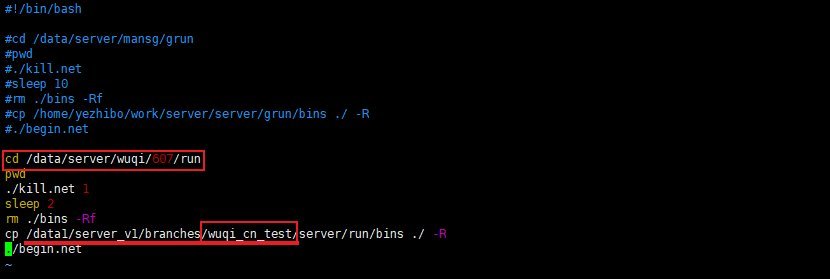 #!/bin/bash
#cd /data/server/mansg/grun
#pwd
#./kill.net
#sleep 10
#rm ./bins -Rf
#cp /home/yezhibo/work/server/server/grun/bins ./ -R
#./begin.net
cd /data/server/wuqi/607/run
pwd
./kill.net 1
sleep 2
rm ./bins -Rf
cp /data1/server_v1/branches/wuqi_cn_test/server/run/bins ./ -R
./begin.net
~